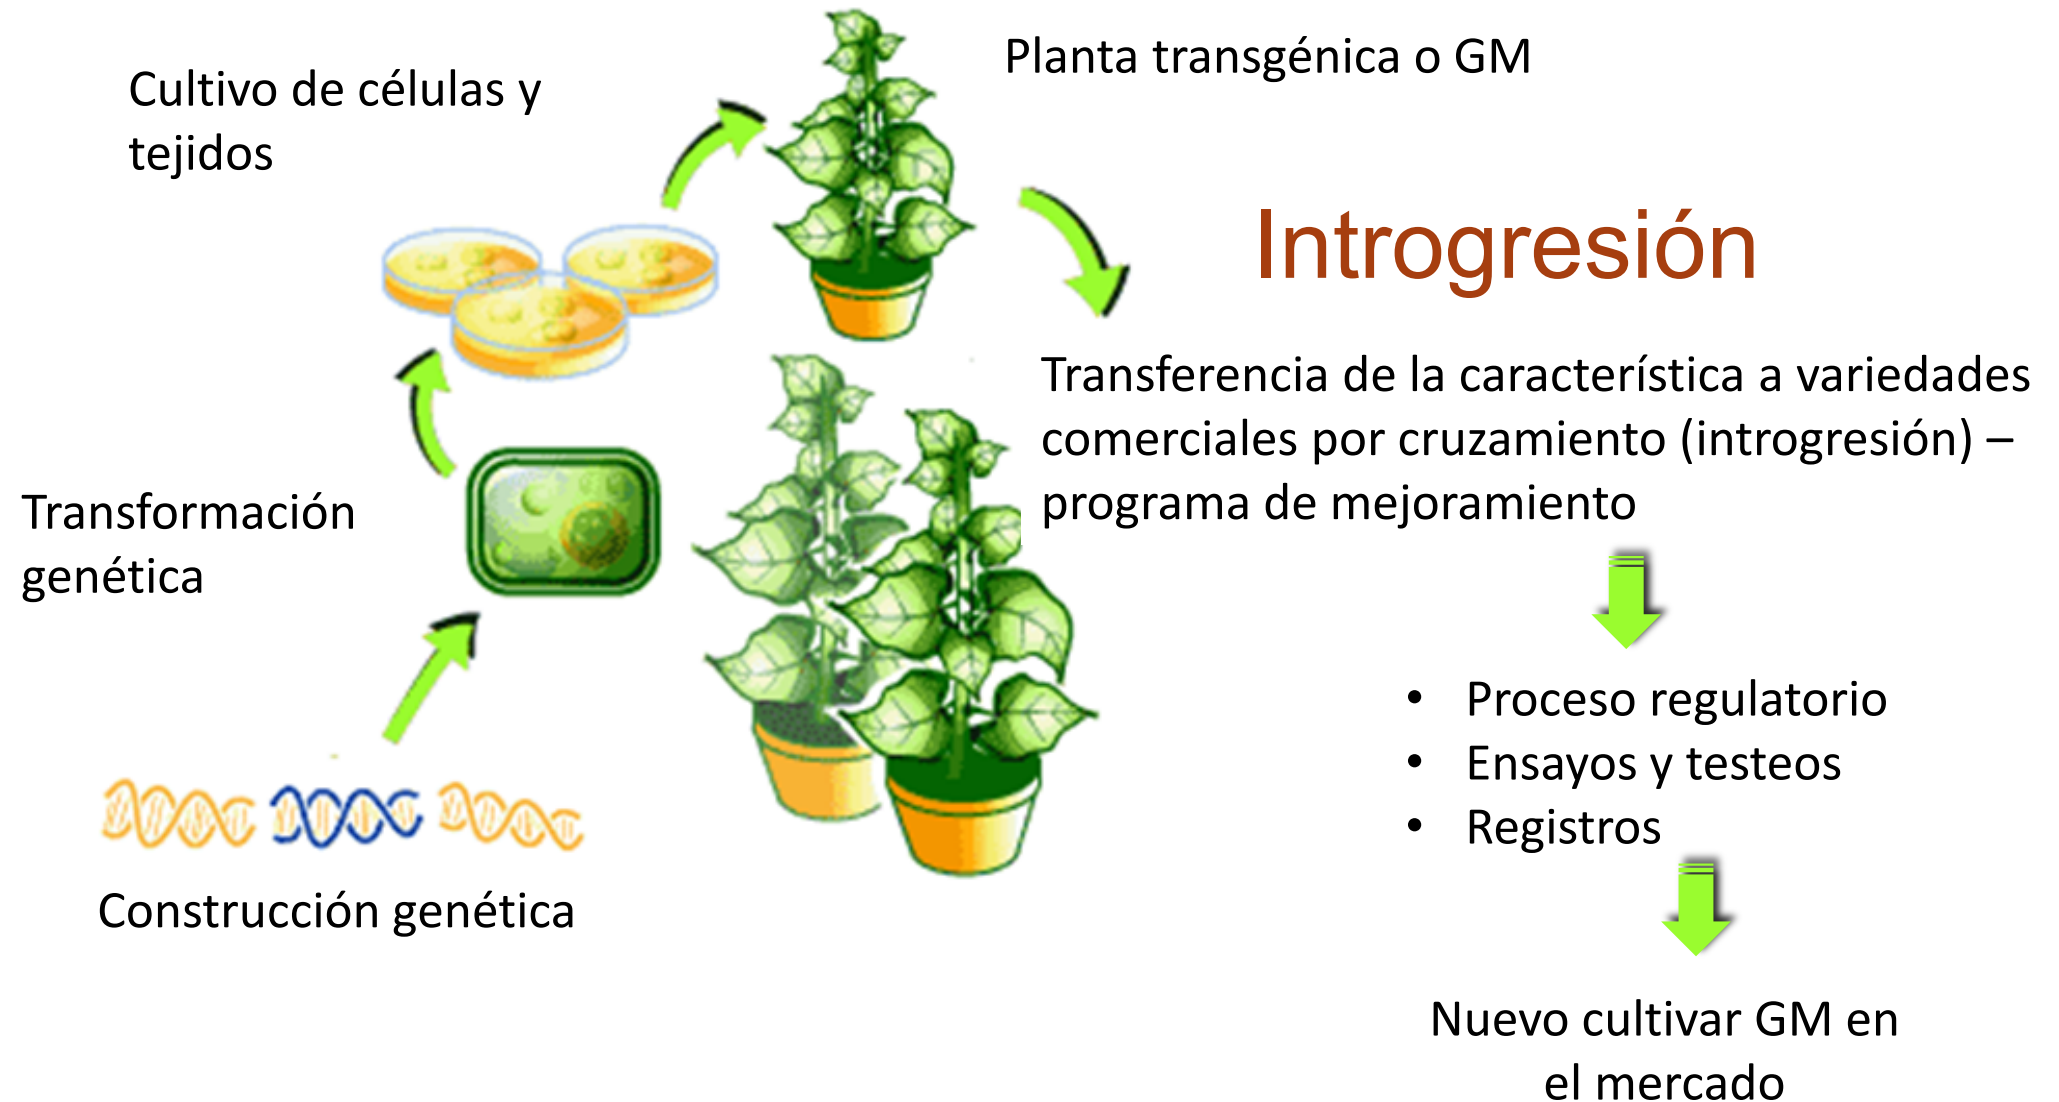 Cultivo de células y
tejidos
Planta transgénica o GM
Introgresión
Transferencia de la característica a variedades
comerciales por cruzamiento (introgresión) –
programa de mejoramiento
Transformación
genética
• Proceso regulatorio
• Ensayos y testeos
• Registros
Construcción genética
Nuevo cultivar GM en
el mercado